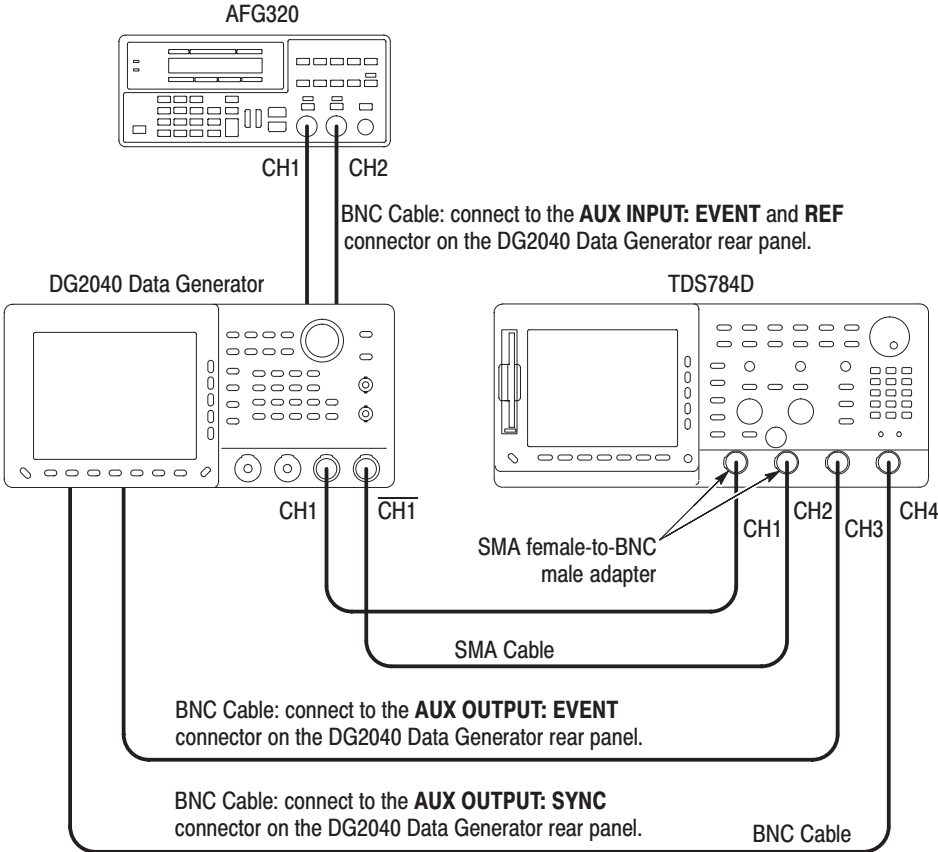 AFG320
CH1
CH2
BNC Cable: connect to the AUX INPUT: EVENT and REF
connector on the DG2040 Data Generator rear panel.
DG2040 Data Generator
TDS784D
CH1
C̅H̅1̅
CH1
CH2
CH3
CH4
SMA female-to-BNC
male adapter
SMA Cable
BNC Cable: connect to the AUX OUTPUT: EVENT
connector on the DG2040 Data Generator rear panel.
BNC Cable: connect to the AUX OUTPUT: SYNC
connector on the DG2040 Data Generator rear panel.
BNC Cable